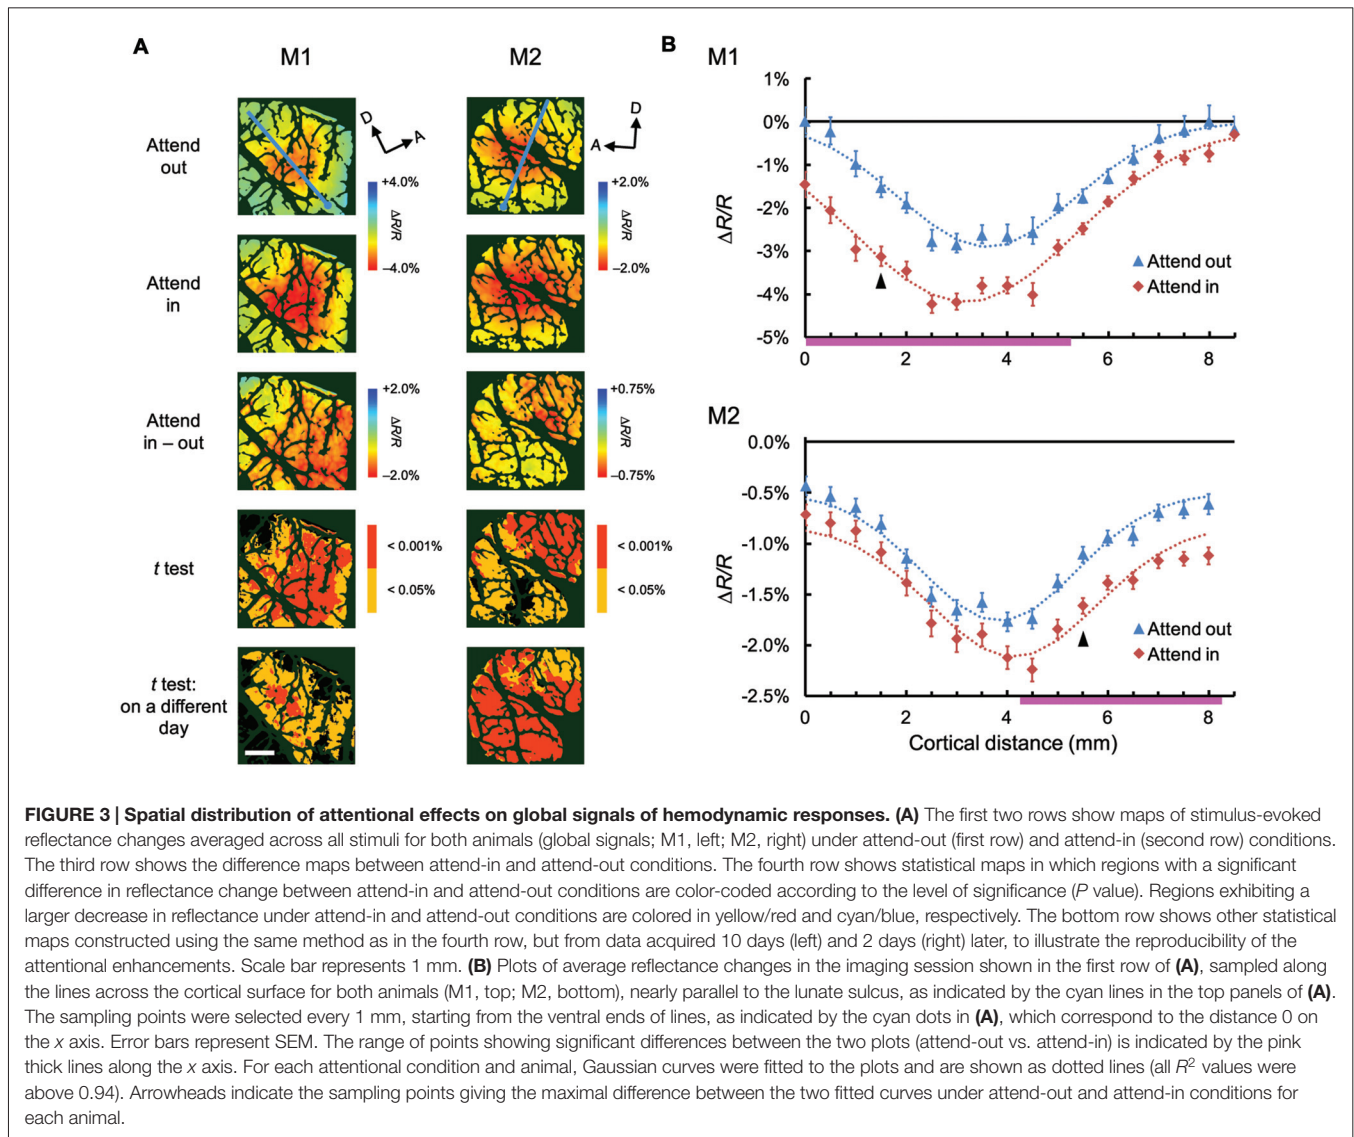 A
M1
M2
Attend
out
D
A
D
A
+4.0%
ΔR/R
–4.0%
+2.0%
ΔR/R
–2.0%
Attend
in
Attend
in – out
+2.0%
ΔR/R
–2.0%
+0.75%
ΔR/R
–0.75%
t test
< 0.001%
< 0.05%
< 0.001%
< 0.05%
t test:
on a different
day
B
M1
1%
0%
-1%
-2%
-3%
-4%
-5%
ΔR/R
Attend out
Attend in
0 2 4 6 8
M2
0.0%
-0.5%
-1.0%
-1.5%
-2.0%
-2.5%
ΔR/R
Attend out
Attend in
0 2 4 6 8
Cortical distance (mm)
FIGURE 3 | Spatial distribution of attentional effects on global signals of hemodynamic responses. (A) The first two rows show maps of stimulus-evoked
reflectance changes averaged across all stimuli for both animals (global signals; M1, left; M2, right) under attend-out (first row) and attend-in (second row) conditions.
The third row shows the difference maps between attend-in and attend-out conditions. The fourth row shows statistical maps in which regions with a significant
difference in reflectance change between attend-in and attend-out conditions are color-coded according to the level of significance (P value). Regions exhibiting a
larger decrease in reflectance under attend-in and attend-out conditions are colored in yellow/red and cyan/blue, respectively. The bottom row shows other statistical
maps constructed using the same method as in the fourth row, but from data acquired 10 days (left) and 2 days (right) later, to illustrate the reproducibility of the
attentional enhancements. Scale bar represents 1 mm. (B) Plots of average reflectance changes in the imaging session shown in the first row of (A), sampled along
the lines across the cortical surface for both animals (M1, top; M2, bottom), nearly parallel to the lunate sulcus, as indicated by the cyan lines in the top panels of (A).
The sampling points were selected every 1 mm, starting from the ventral ends of lines, as indicated by the cyan dots in (A), which correspond to the distance 0 on
the x axis. Error bars represent SEM. The range of points showing significant differences between the two plots (attend-out vs. attend-in) is indicated by the pink
thick lines along the x axis. For each attentional condition and animal, Gaussian curves were fitted to the plots and are shown as dotted lines (all R² values were
above 0.94). Arrowheads indicate the sampling points giving the maximal difference between the two fitted curves under attend-out and attend-in conditions for
each animal.